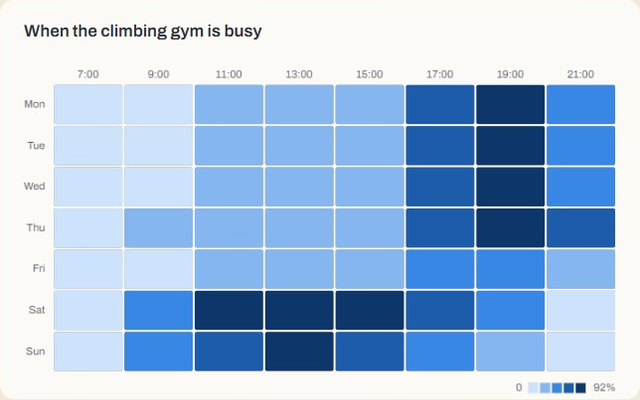 When the climbing gym is busy
7:00 9:00 11:00 13:00 15:00 17:00 19:00 21:00
Mon
Tue
Wed
Thu
Fri
Sat
Sun
0 92%